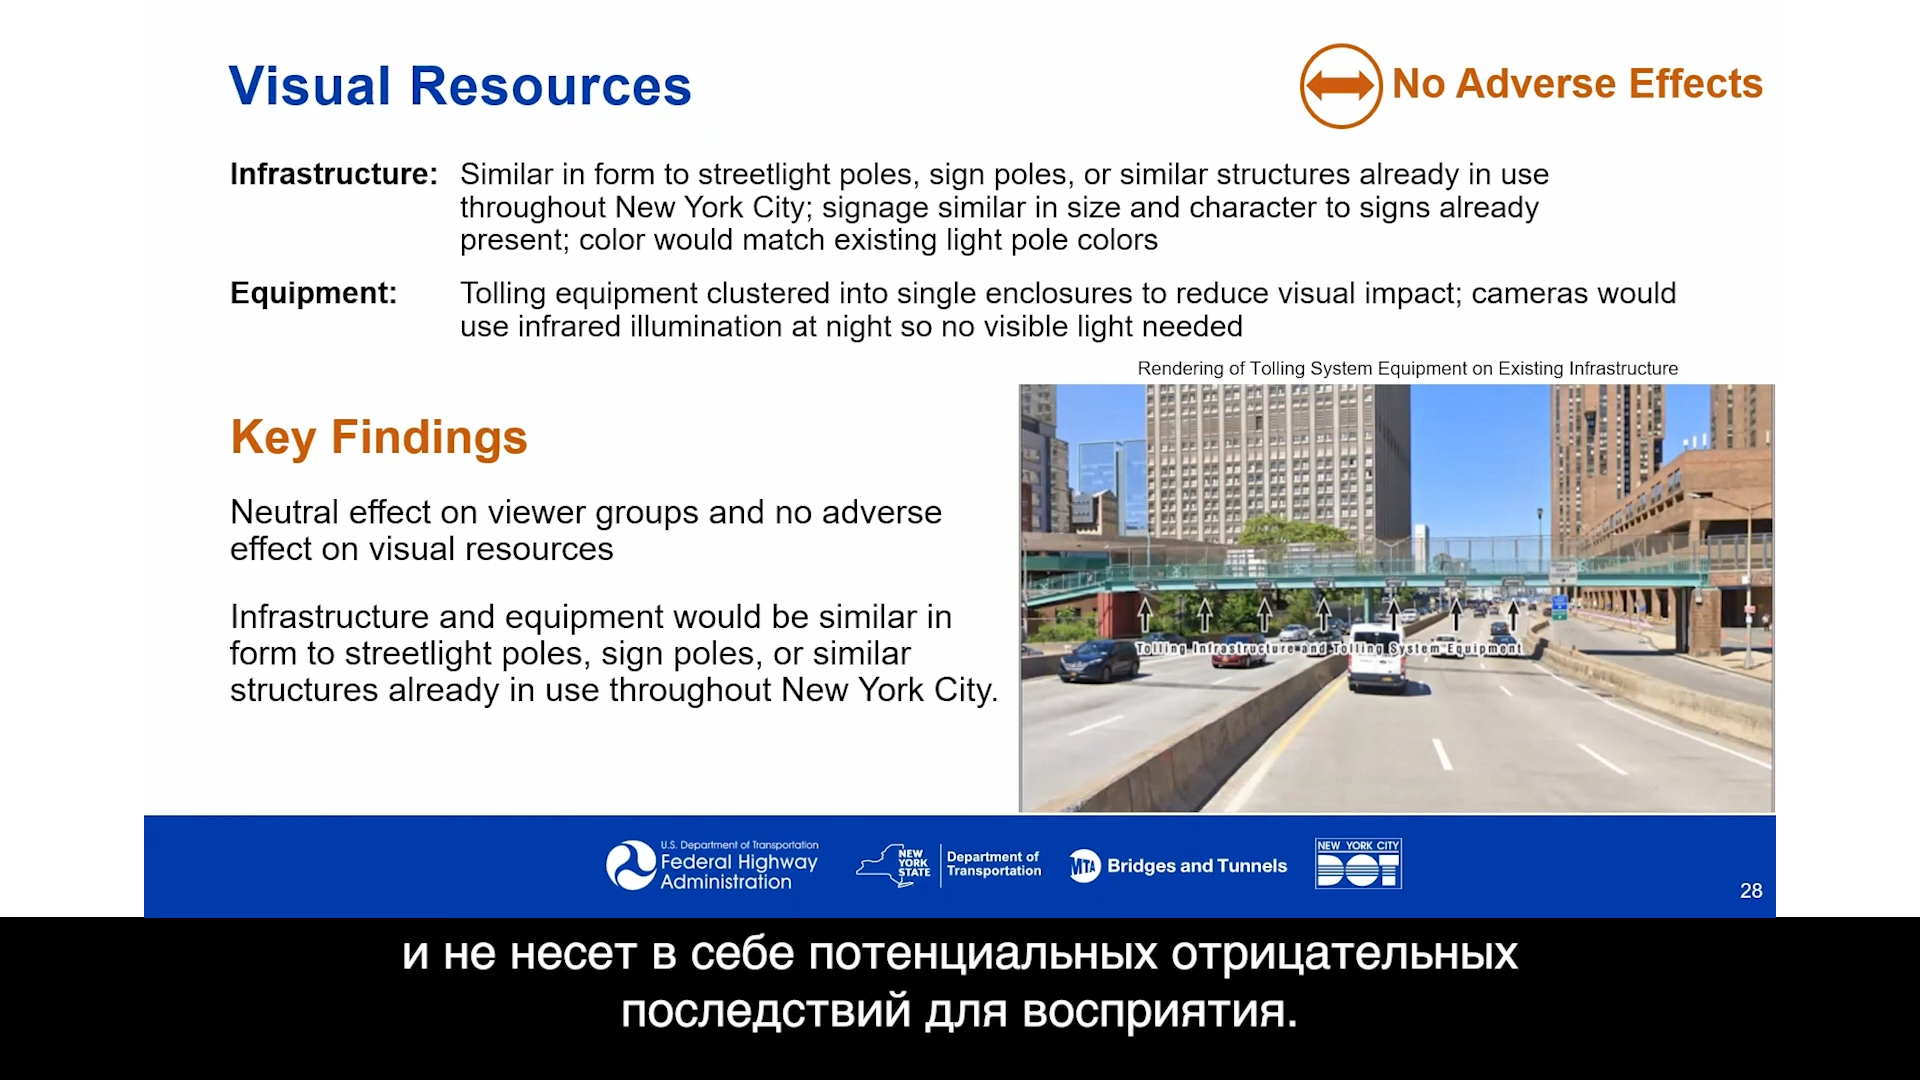 Visual Resources
No Adverse Effects
Infrastructure:
Similar in form to streetlight poles, sign poles, or similar structures already in use
throughout New York City; signage similar in size and character to signs already
present; color would match existing light pole colors
Equipment:
Tolling equipment clustered into single enclosures to reduce visual impact; cameras would
use infrared illumination at night so no visible light needed
Rendering of Tolling System Equipment on Existing Infrastructure
Key Findings
Neutral effect on viewer groups and no adverse
effect on visual resources
Infrastructure and equipment would be similar in
form to streetlight poles, sign poles, or similar
structures already in use throughout New York City.
Tolling Infrastructure and Tolling System Equipment
U.S. Department of Transportation
Federal Highway
Administration
NEW
YORK
STATE
Department of
Transportation
MTA
Bridges and Tunnels
NEW YORK CITY
DOT
28
и не несет в себе потенциальных отрицательных
последствий для восприятия.